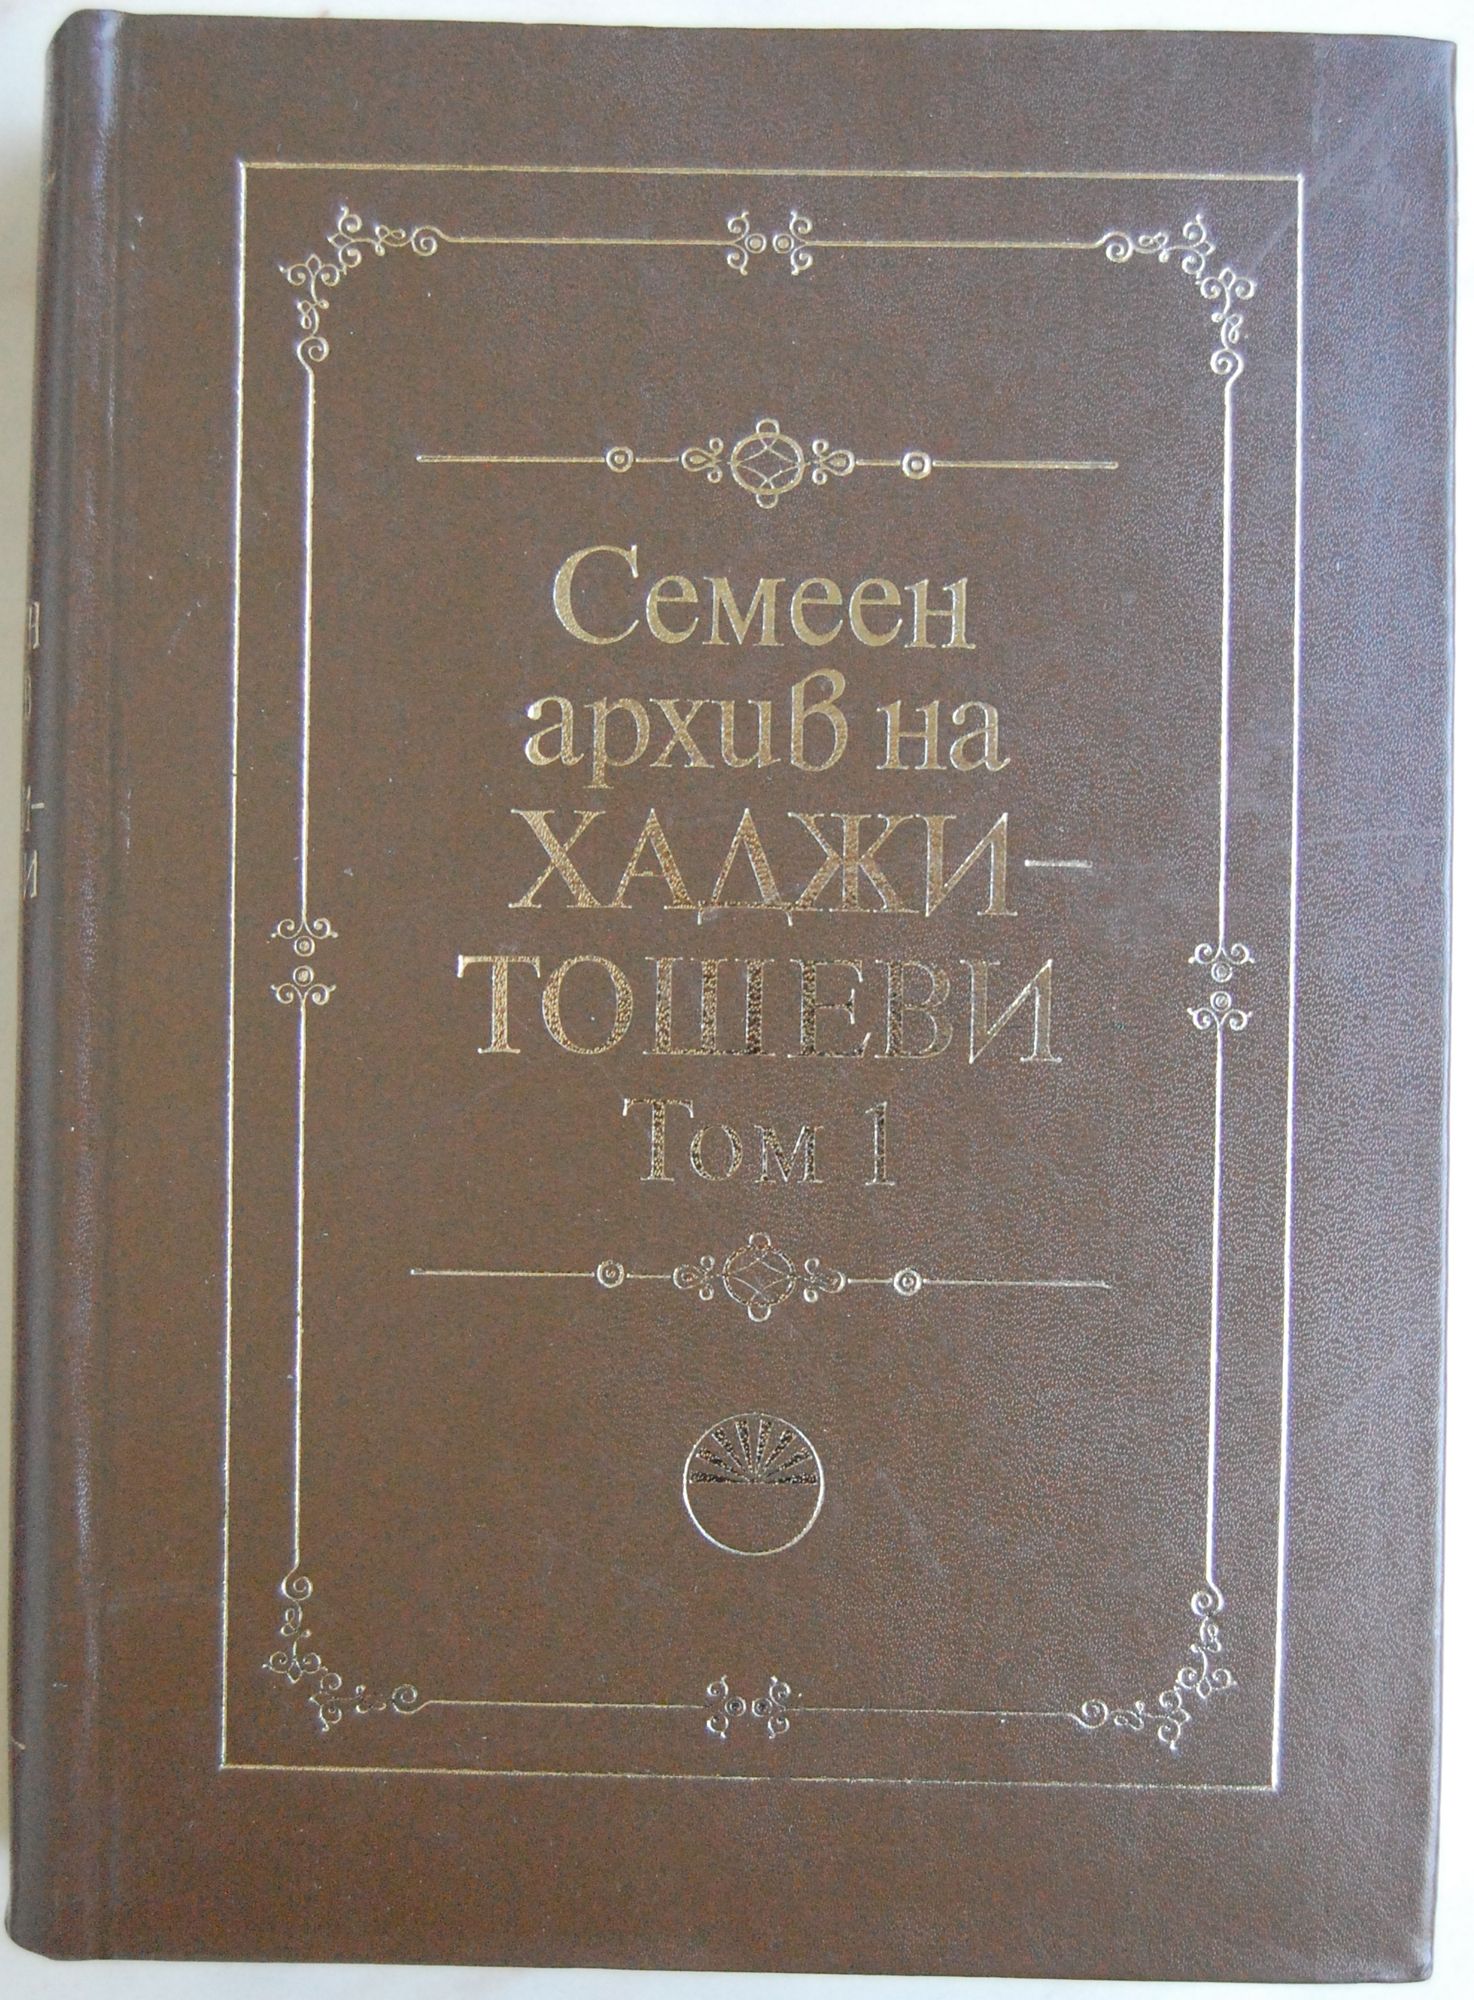 Семеен
архив на
ХАДЖИ-
ТОШЕВИ
Том 1